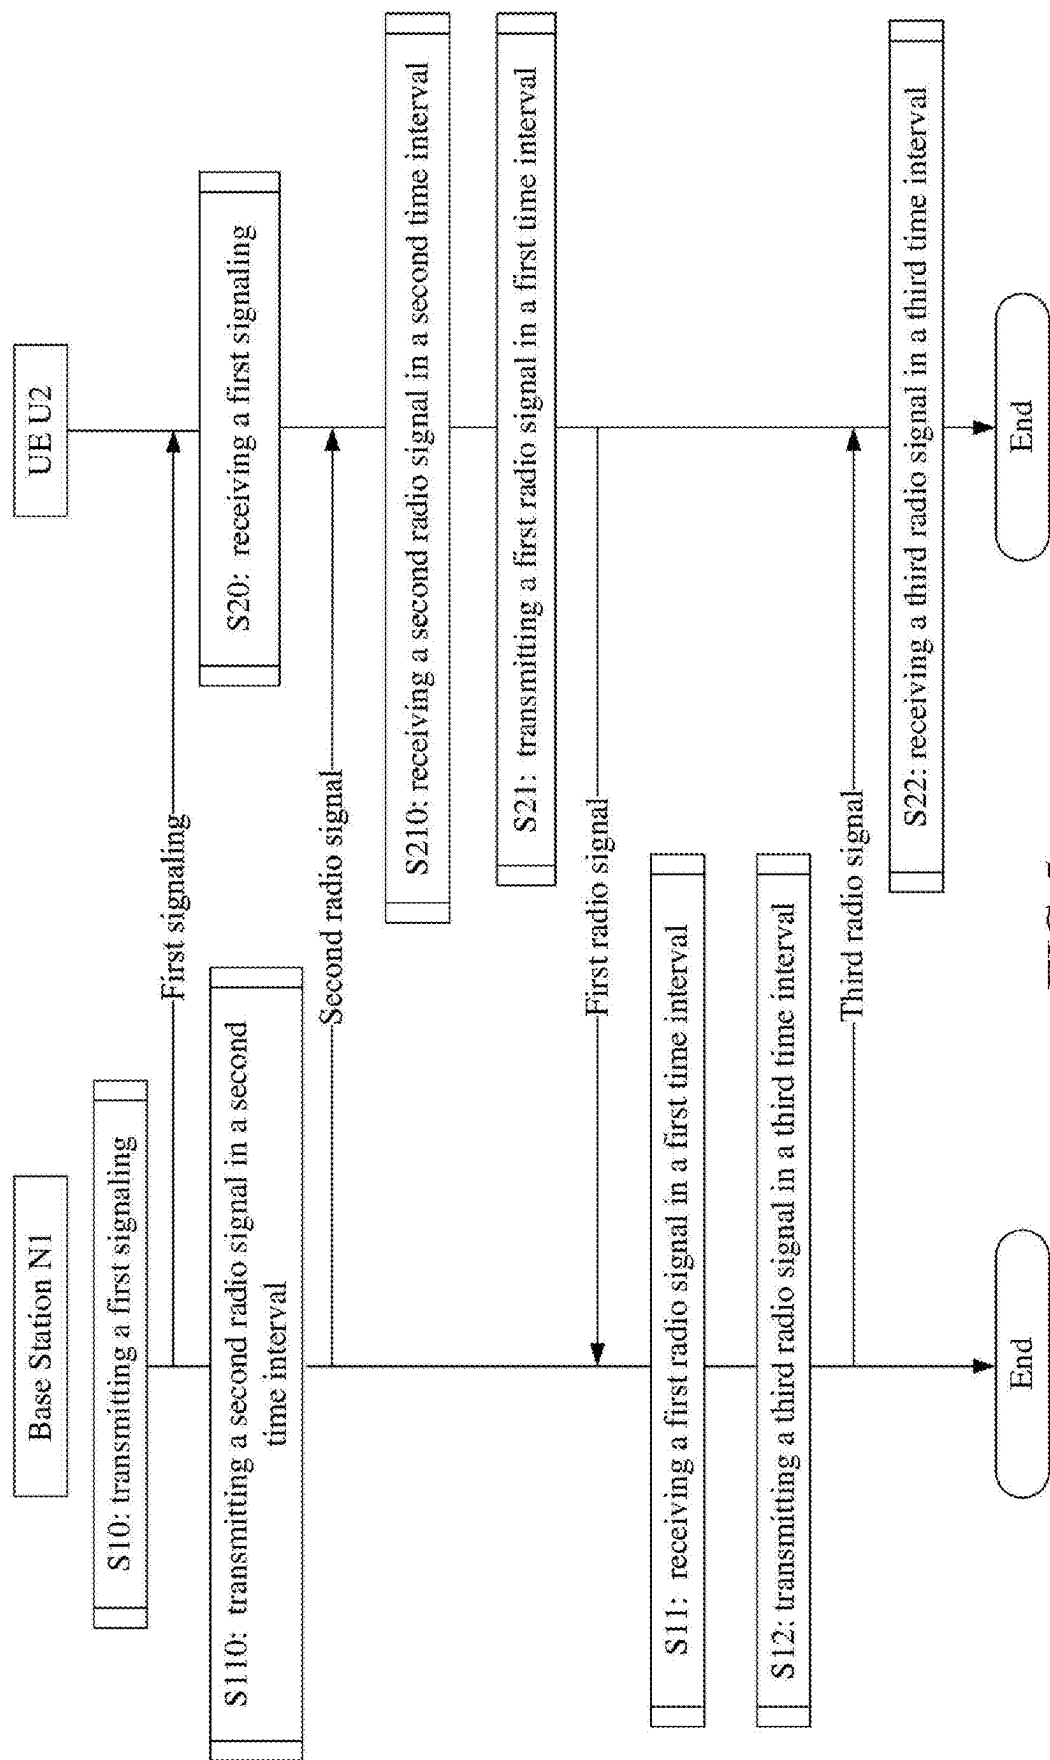 Base Station N1
UE U2
S10: transmitting a first signaling
First signaling
S20: receiving a first signaling
S110: transmitting a second radio signal in a second
time interval
Second radio signal
S210: receiving a second radio signal in a second time interval
S21: transmitting a first radio signal in a first time interval
First radio signal
S11: receiving a first radio signal in a first time interval
S12: transmitting a third radio signal in a third time interval
Third radio signal
S22: receiving a third radio signal in a third time interval
End
End